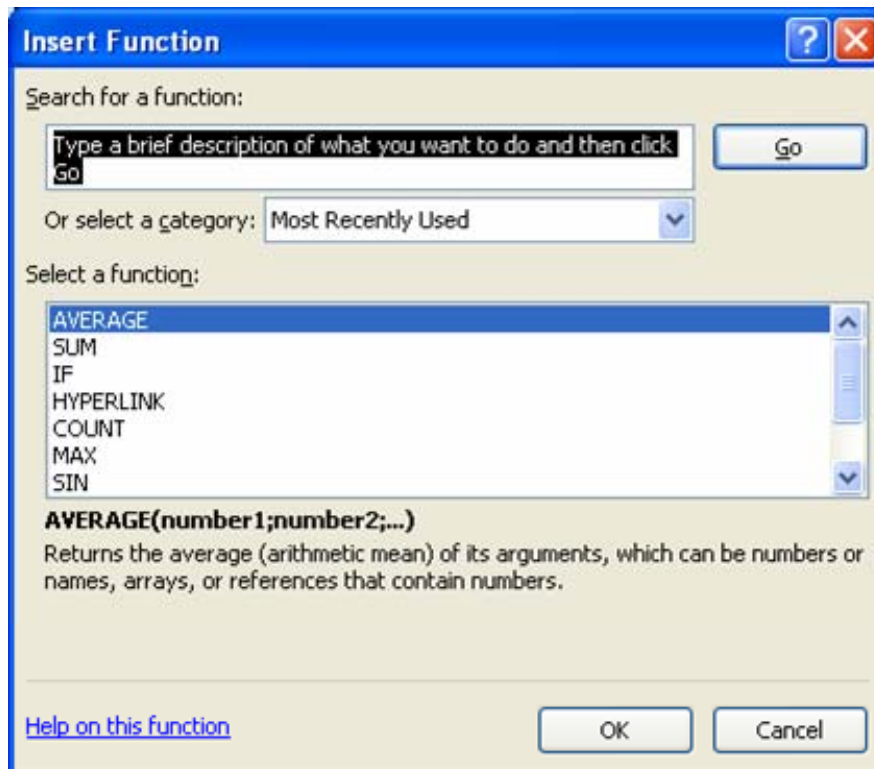 Insert Function
Search for a function:
Type a brief description of what you want to do and then click
Go
Go
Or select a category: Most Recently Used
Select a function:
AVERAGE
SUM
IF
HYPERLINK
COUNT
MAX
SIN
AVERAGE(number1;number2;...)
Returns the average (arithmetic mean) of its arguments, which can be numbers or
names, arrays, or references that contain numbers.
Help on this function
OK
Cancel